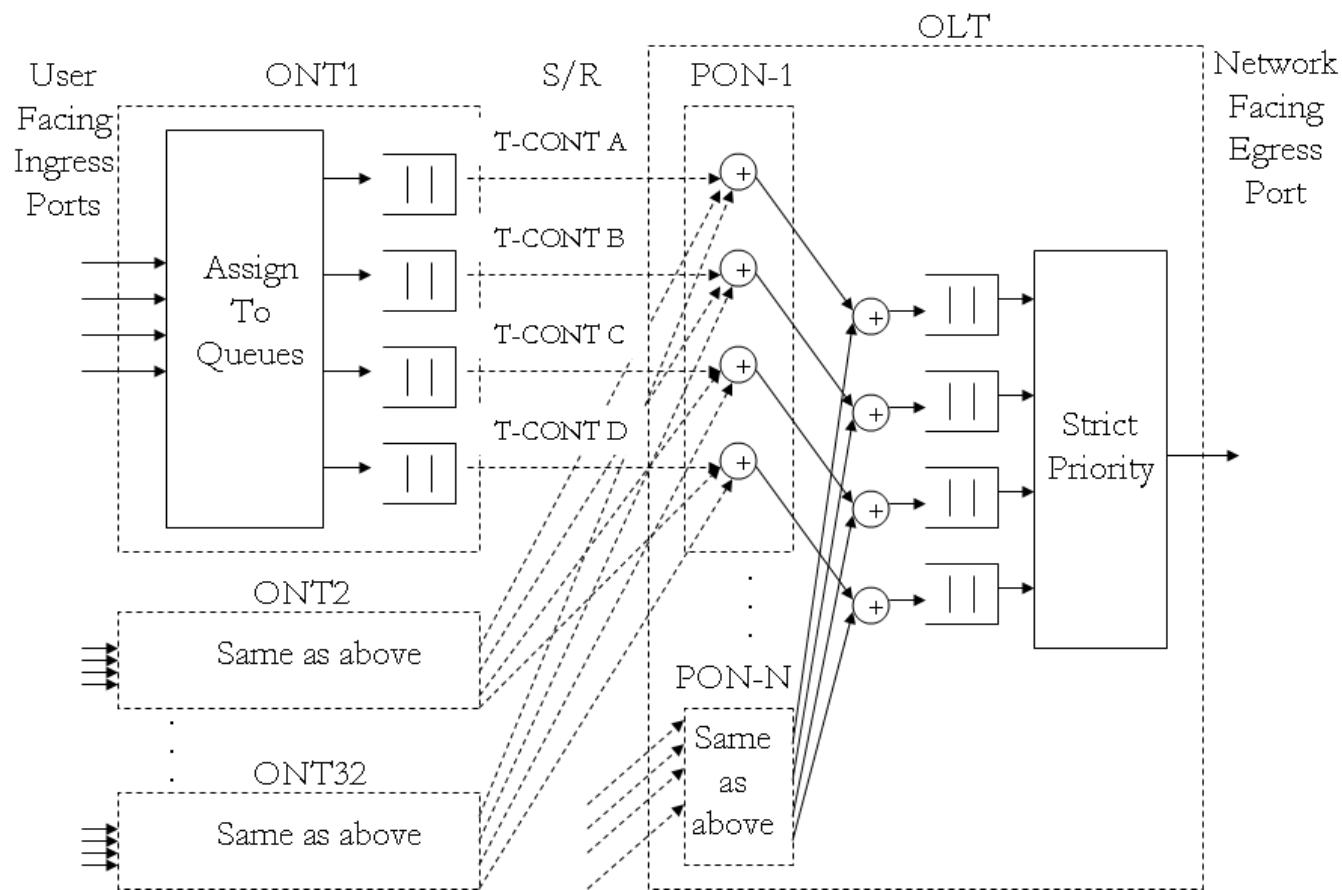 OLT
User
Facing
Ingress
Ports
ONT1
S/R
PON-1
Network
Facing
Egress
Port
T-CONT A
T-CONT B
T-CONT C
T-CONT D
Assign
To
Queues
+
+
+
+
+
+
+
+
Strict
Priority
ONT2
Same as above
ONT32
Same as above
PON-N
Same
as
above